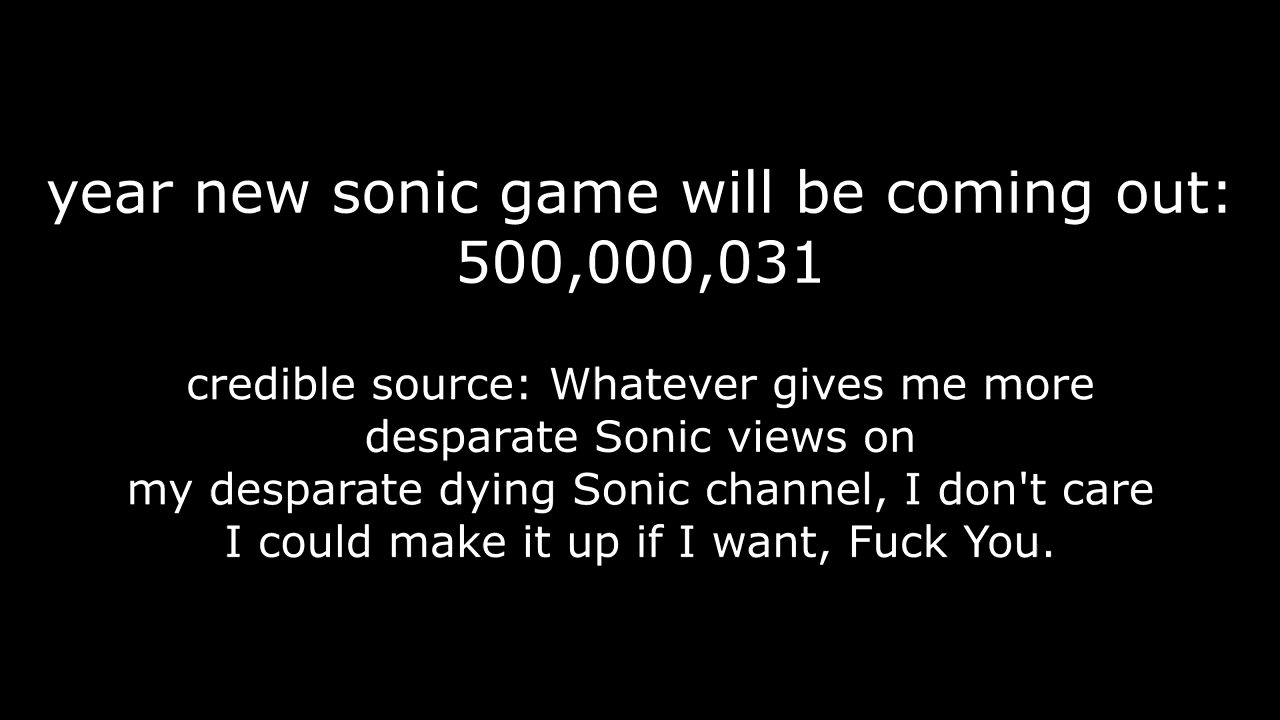 year new sonic game will be coming out:
500,000,031
credible source: Whatever gives me more
desparate Sonic views on
my desparate dying Sonic channel, I don't care
I could make it up if I want, Fuck You.